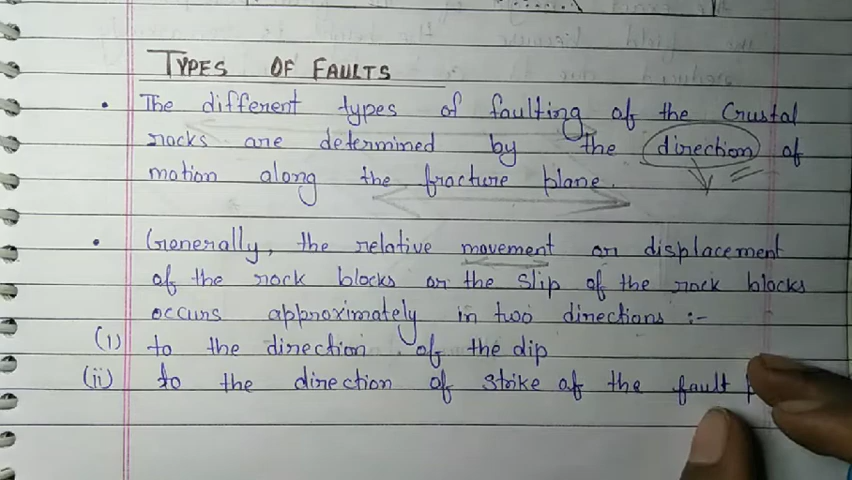 TYPES OF FAULTS
• The different types of faulting of the Crustal
rocks are determined by the direction of
motion along the fracture plane.
• Generally, the relative movement or displacement
of the rock blocks or the slip of the rock blocks
occurs approximately in two directions :-
(i) to the direction of the dip
(ii) to the direction of strike of the fault